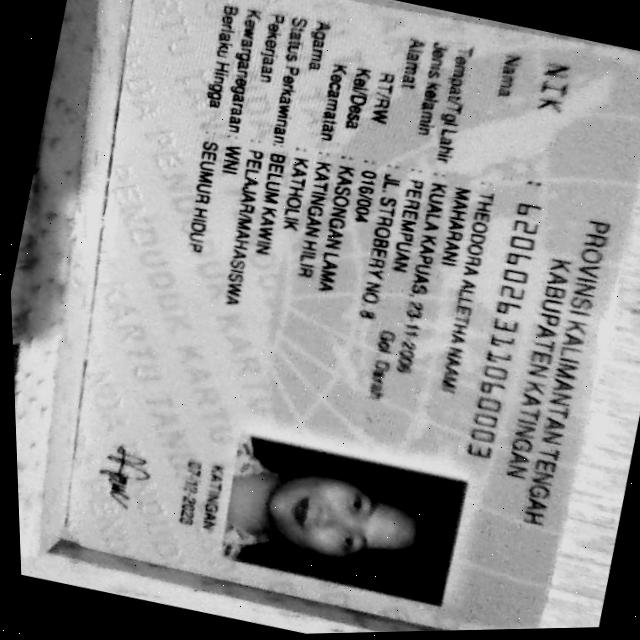 PROVINSI KALIMANTAN TENGAH
KABUPATEN KATINGAN
NIK : 6206026311060003
Nama : THEODORA ALLETHA
MAHARANI
Tempat/Tgl Lahir : KUALA KAPUAS, 23-11-2006
Jenis Kelamin : PEREMPUAN Gol Darah
Alamat : JL. STROBERY NO. 8
RT/RW : 016/004
Kel/Desa : KASONGAN LAMA
Kecamatan : KATINGAN HILIR
Agama : KATHOLIK
Status Perkawinan : BELUM KAWIN
Pekerjaan : PELAJAR/MAHASISWA
Kewarganegaraan : WNI
Berlaku Hingga : SEUMUR HIDUP
KATINGAN
07-12-2023